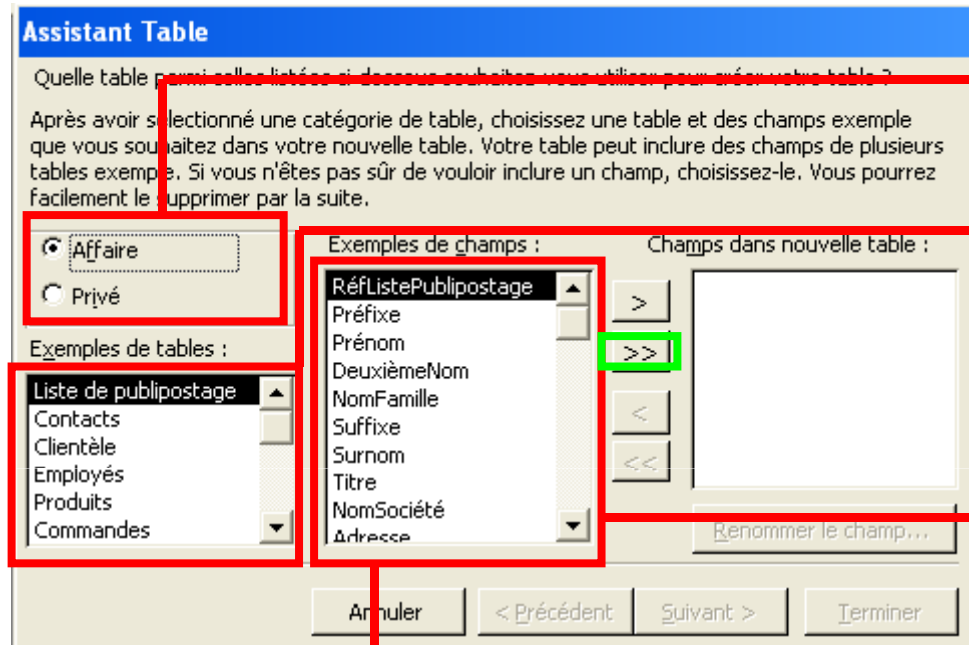 Assistant Table
Quelle table parmi celles listées ci-dessous souhaitez-vous utiliser pour créer votre table ?
Après avoir sélectionné une catégorie de table, choisissez une table et des champs exemple
que vous souhaitez dans votre nouvelle table. Votre table peut inclure des champs de plusieurs
tables exemple. Si vous n'êtes pas sûr de vouloir inclure un champ, choisissez-le. Vous pourrez
facilement le supprimer par la suite.
Affaire
Privé
Exemples de tables :
Liste de publipostage
Contacts
Clientèle
Employés
Produits
Commandes
Exemples de champs :
RéfListePublipostage
Préfixe
Prénom
DeuxièmeNom
NomFamille
Suffixe
Surnom
Titre
NomSociété
Adresse
>
>>
<
<<
Champs dans nouvelle table :
Renommer le champ...
Annuler
< Précédent
Suivant >
Terminer